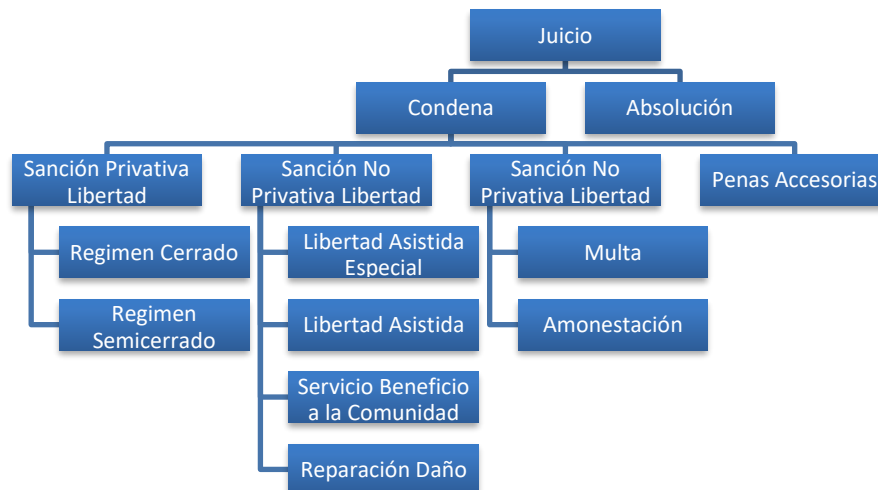 Juicio
Condena
Absolución
Sanción Privativa
Libertad
Sanción No
Privativa Libertad
Sanción No
Privativa Libertad
Penas Accesorias
Regimen Cerrado
Regimen
Semicerrado
Libertad Asistida
Especial
Libertad Asistida
Servicio Beneficio
a la Comunidad
Reparación Daño
Multa
Amonestación